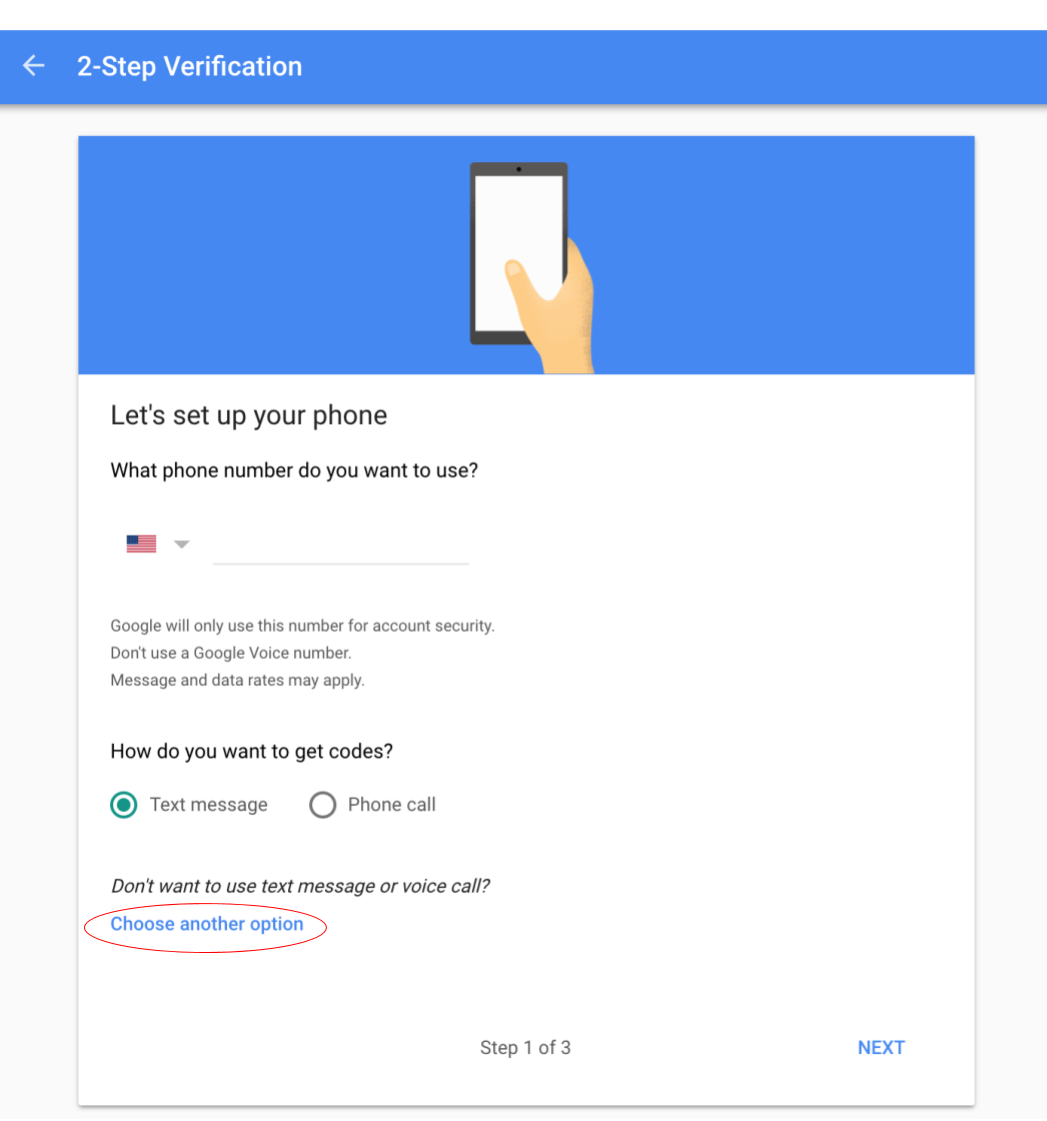 2-Step Verification
Let's set up your phone
What phone number do you want to use?
Google will only use this number for account security.
Don't use a Google Voice number.
Message and data rates may apply.
How do you want to get codes?
Text message Phone call
Don't want to use text message or voice call?
Choose another option
Step 1 of 3 NEXT